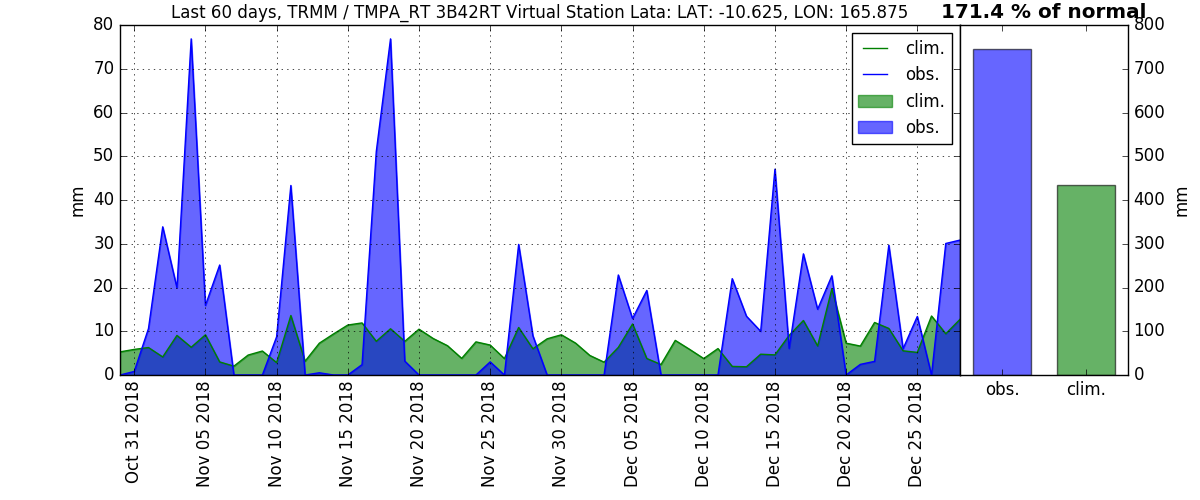 Last 60 days, TRMM / TMPA_RT 3B42RT Virtual Station Lata: LAT: -10.625, LON: 165.875
171.4 % of normal
80
70
60
50
40
30
20
10
0
mm
clim.
obs.
clim.
obs.
800
700
600
500
400
300
200
100
0
mm
Oct 31 2018
Nov 05 2018
Nov 10 2018
Nov 15 2018
Nov 20 2018
Nov 25 2018
Nov 30 2018
Dec 05 2018
Dec 10 2018
Dec 15 2018
Dec 20 2018
Dec 25 2018
obs.
clim.